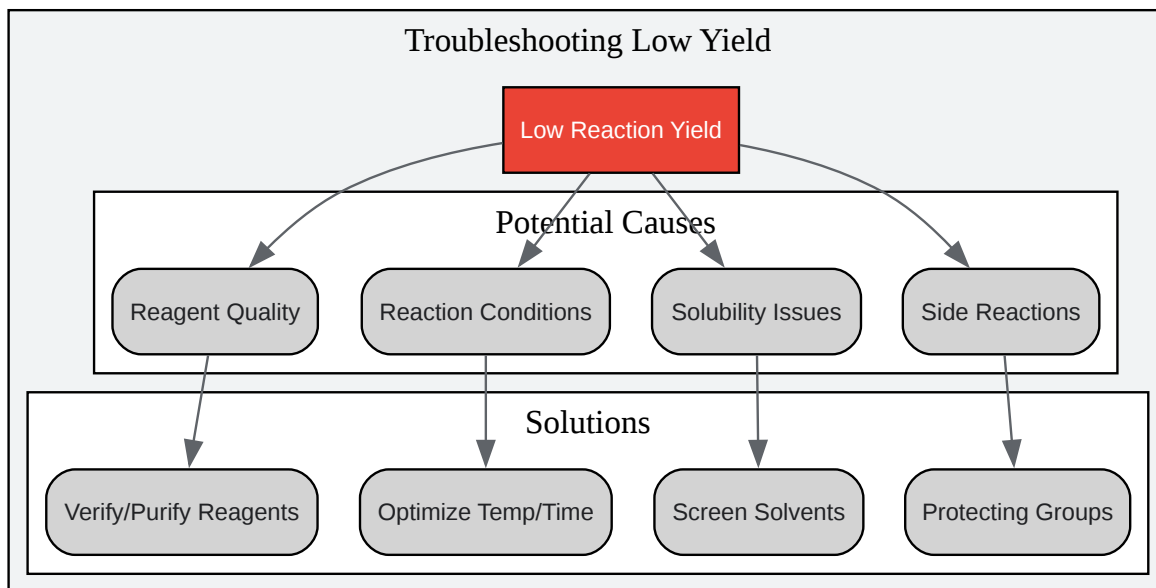 Troubleshooting Low Yield
Low Reaction Yield
Potential Causes
Reagent Quality
Reaction Conditions
Solubility Issues
Side Reactions
Solutions
Verify/Purify Reagents
Optimize Temp/Time
Screen Solvents
Protecting Groups